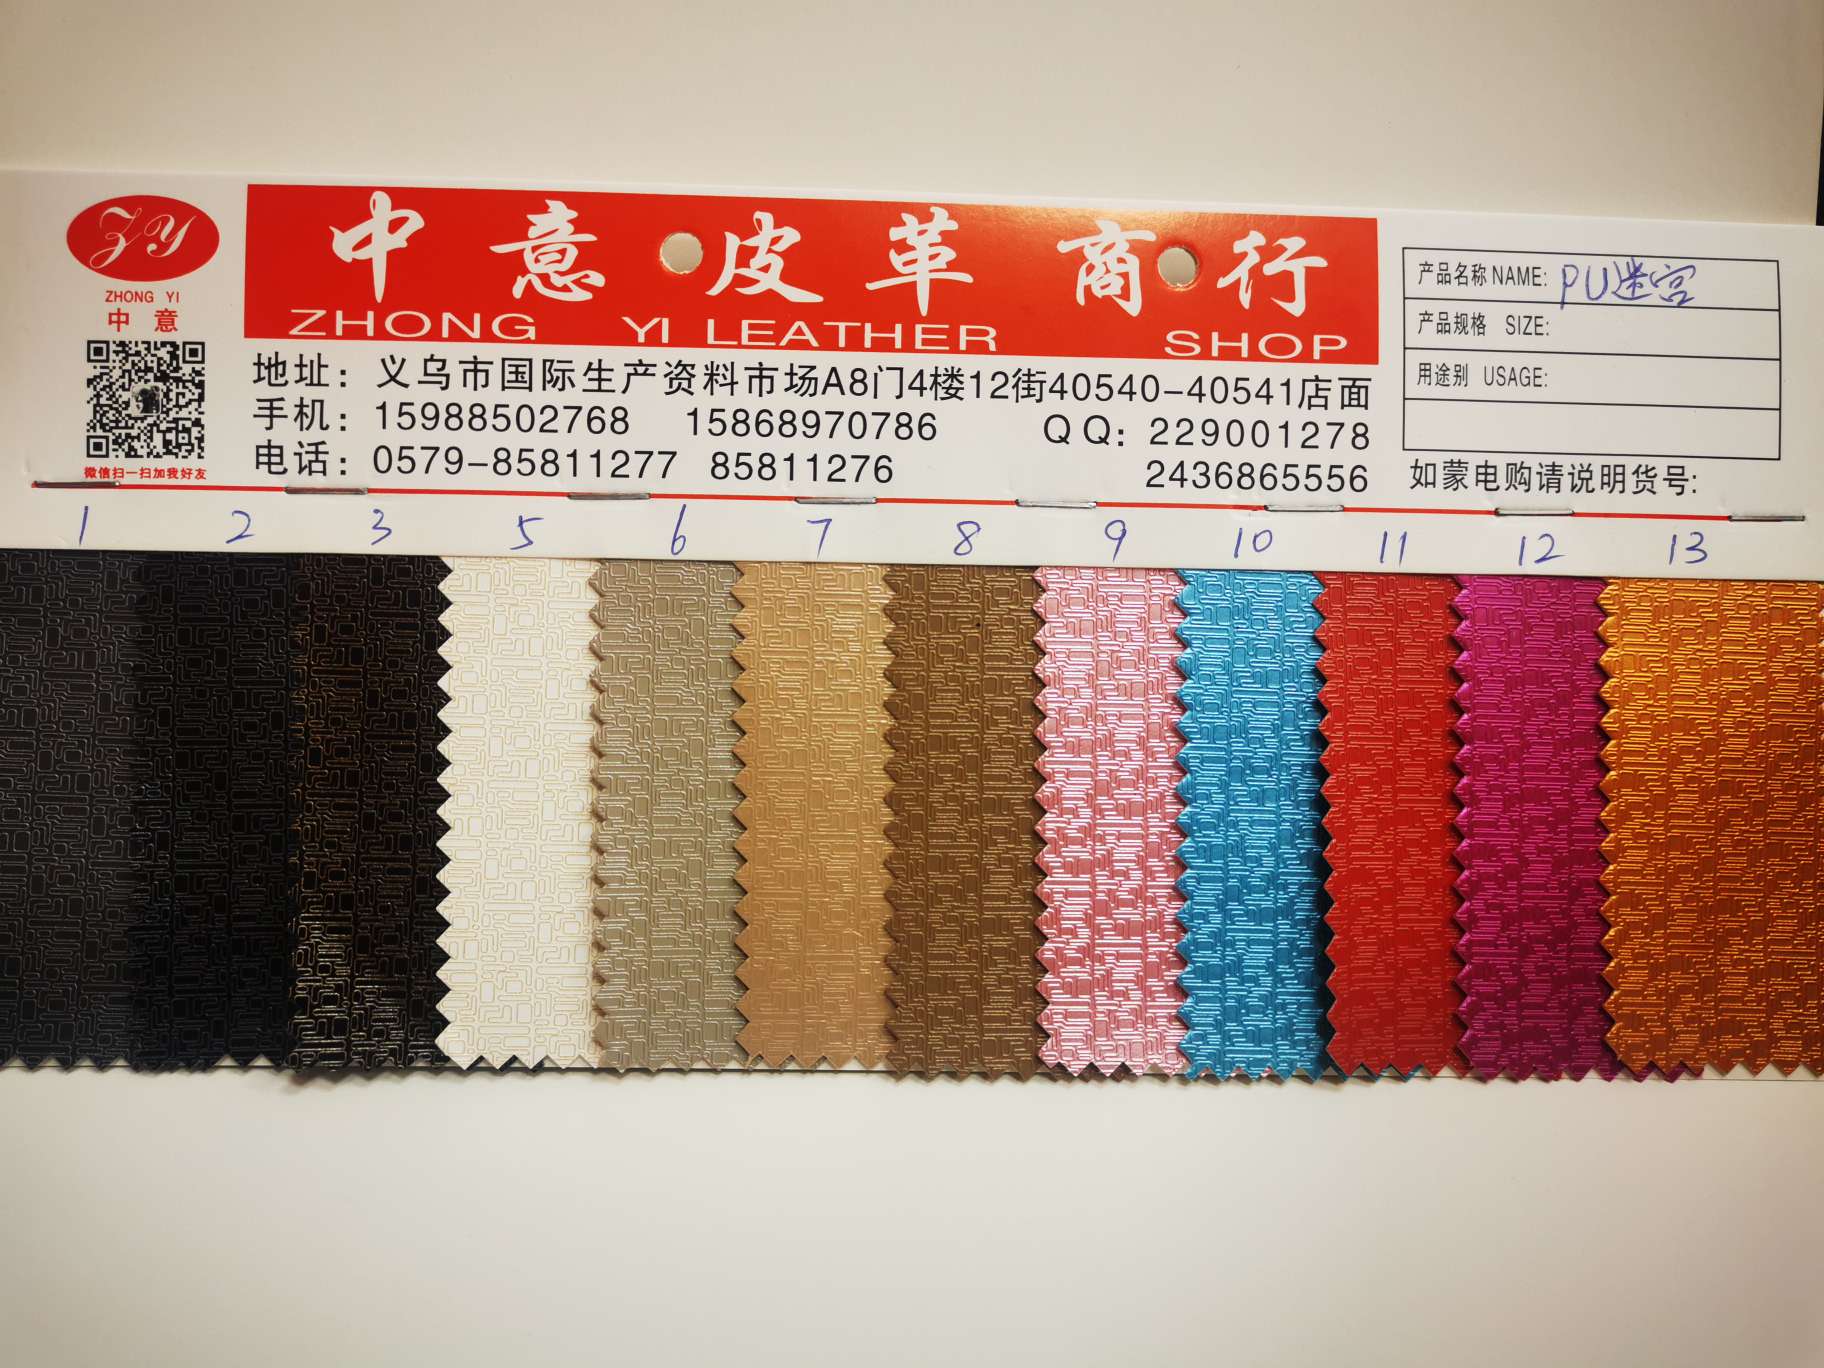 ZY
ZHONG YI
中意
微信扫一扫加我好友
中意皮革商行
ZHONG YI LEATHER SHOP
地址：义乌市国际生产资料市场A8门4楼12街40540-40541店面
手机：15988502768 15868970786 QQ：229001278
电话：0579-85811277 85811276 2436865556
产品名称 NAME: PU迷宫
产品规格 SIZE:
用途别 USAGE:
如蒙电购请说明货号:
1 2 3 5 6 7 8 9 10 11 12 13